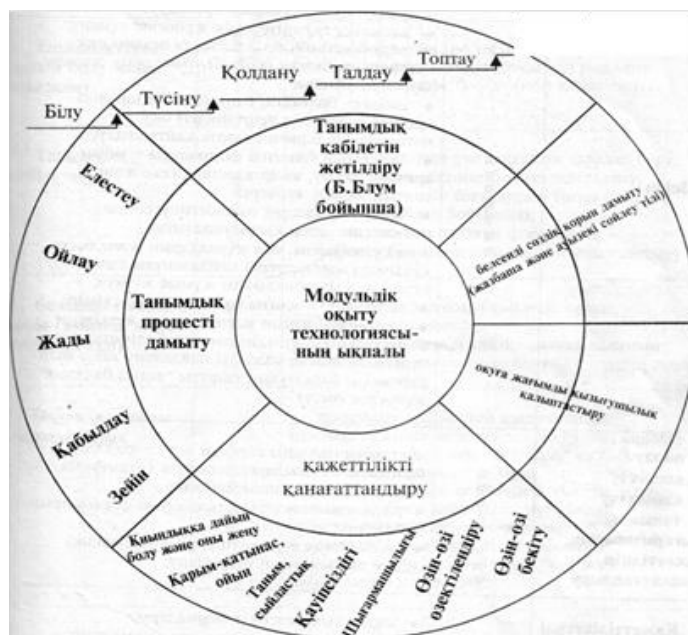 Білу
Түсіну
Қолдану
Талдау
Топтау
Танымдық
қабілетін
жетілдіру
(Б.Блум
бойынша)
Елестеу
Ойлау
Жады
Қабылдау
Зейін
Танымдық
процесті
дамыту
Модульдік
оқыту
технологиясы-
ның ықпалы
белсенді сөздік қорын дамыту
(жазбаша және ауызекі сөйлеу тілі)
оқуға жағымды қызығушылық
қалыптастыру
қажеттілікті
қанағаттандыру
Қиындыққа дайын
болу және оны жеңу
Қарым-қатынас,
ойын
Таным,
сыйластық
Қауіпсіздігі
Шығармашылығы
Өзін-өзі
өзектілендіру
Өзін-өзі
бекіту